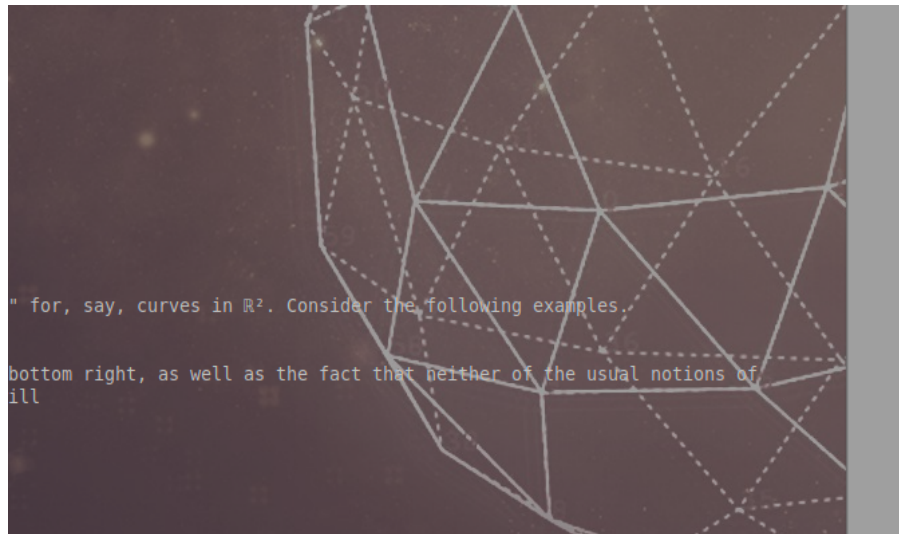 " for, say, curves in ℝ². Consider the following examples.
bottom right, as well as the fact that neither of the usual notions of
ill